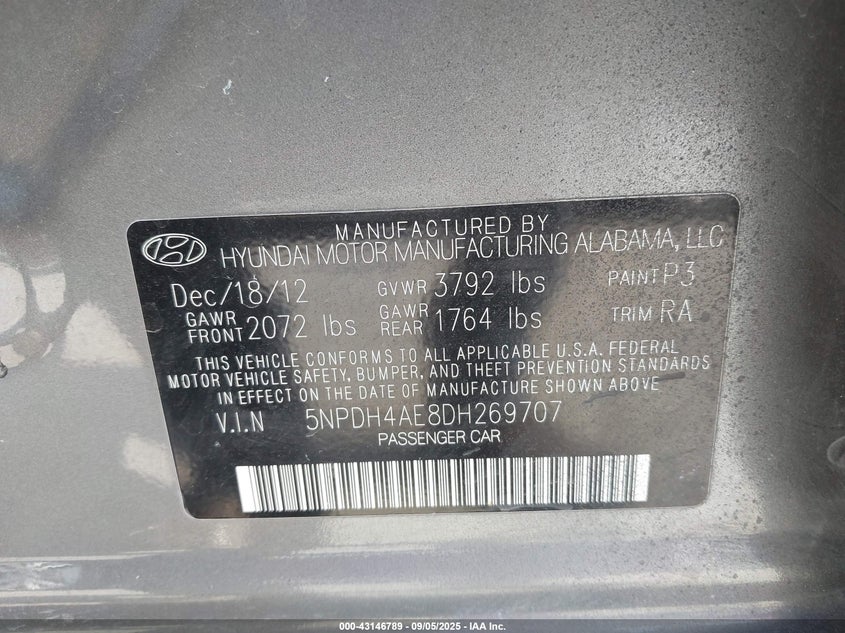 MANUFACTURED BY
HYUNDAI MOTOR MANUFACTURING ALABAMA, LLC
Dec/18/12 GVWR 3792 lbs PAINT P3
GAWR FRONT 2072 lbs GAWR REAR 1764 lbs TRIM RA
THIS VEHICLE CONFORMS TO ALL APPLICABLE U.S.A. FEDERAL
MOTOR VEHICLE SAFETY, BUMPER, AND THEFT PREVENTION STANDARDS
IN EFFECT ON THE DATE OF MANUFACTURE SHOWN ABOVE
V.I.N 5NPDH4AE8DH269707
PASSENGER CAR
000-43146789 - 09/05/2025 - IAA Inc.